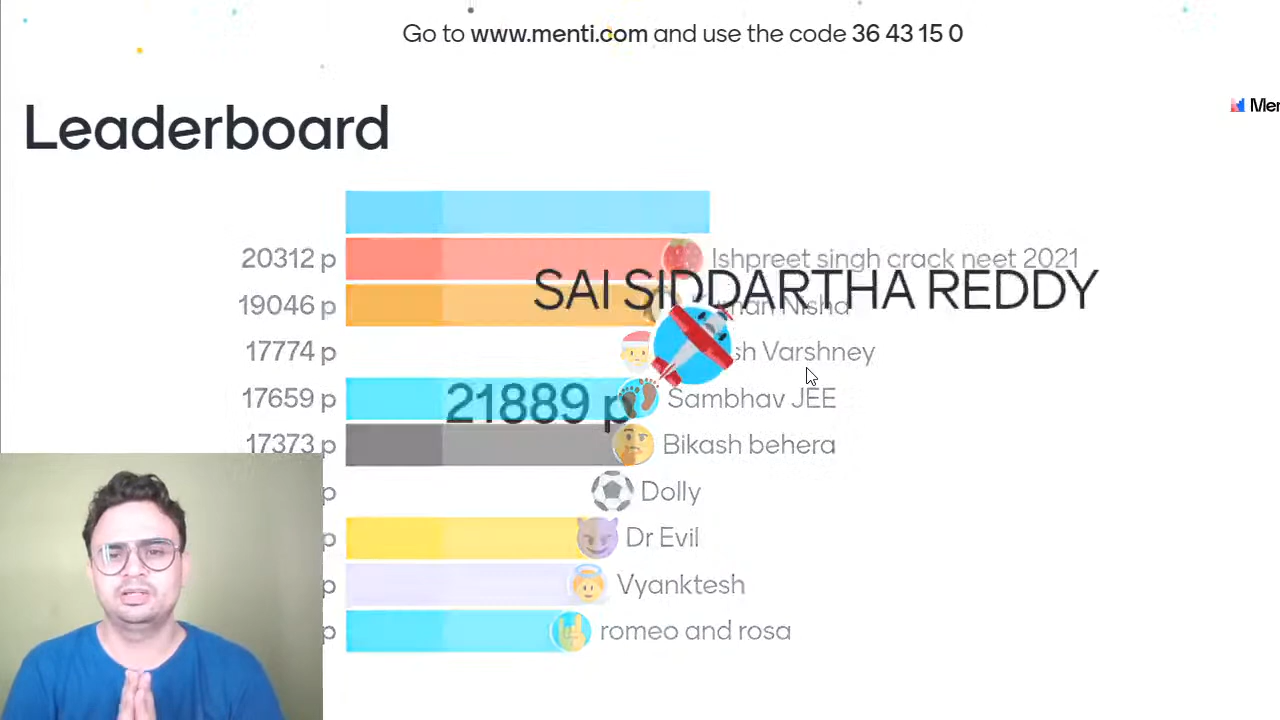 Go to www.menti.com and use the code 36 43 15 0
Leaderboard
20312 p Ishpreet singh crack neet 2021
SAI SIDDARTHA REDDY
19046 p Nisha
17774 p Varshney
17659 p Sambhav JEE
21889 p
17373 p Bikash behera
p Dolly
p Dr Evil
p Vyanktesh
p romeo and rosa